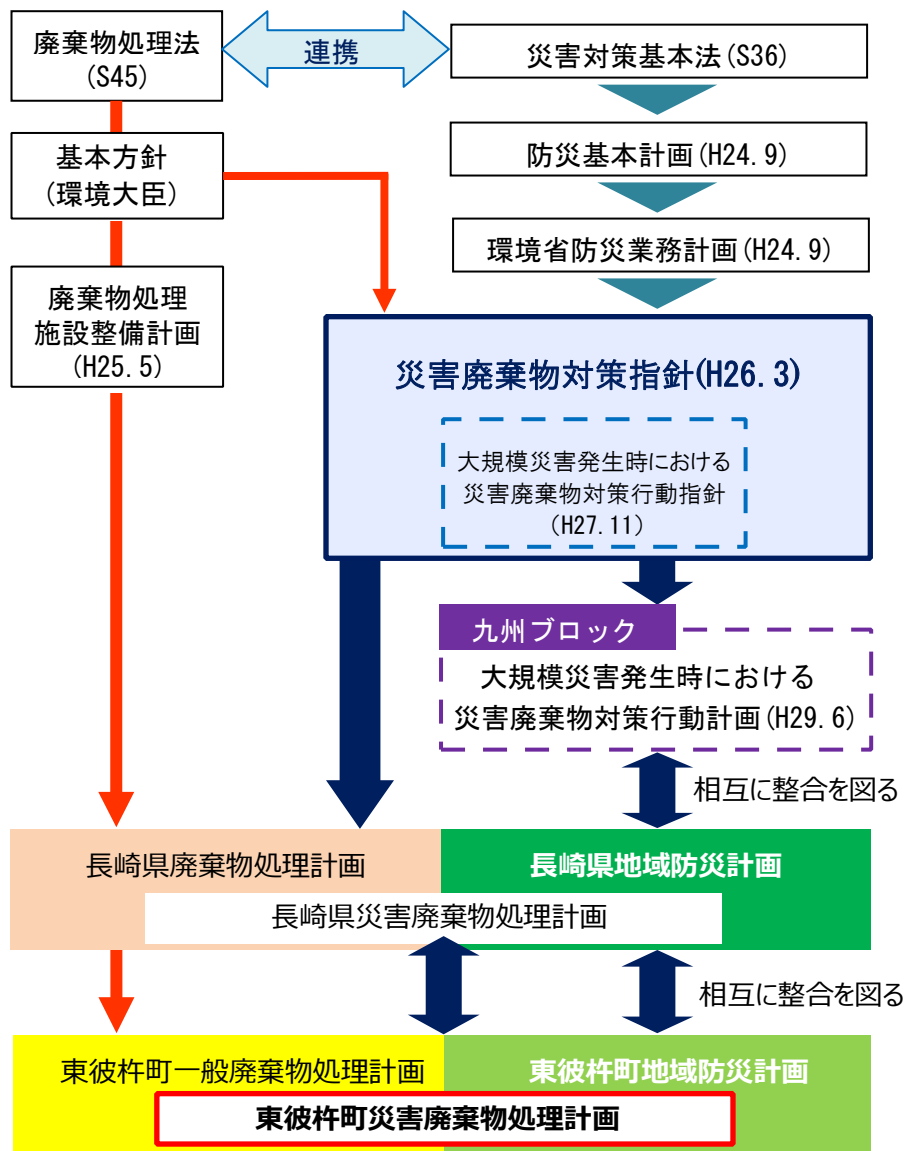 廃棄物処理法
(S45)
連携
災害対策基本法(S36)
基本方針
(環境大臣)
防災基本計画(H24.9)
環境省防災業務計画(H24.9)
廃棄物処理
施設整備計画
(H25.5)
災害廃棄物対策指針(H26.3)
大規模災害発生時における
災害廃棄物対策行動指針
(H27.11)
九州ブロック
大規模災害発生時における
災害廃棄物対策行動計画(H29.6)
相互に整合を図る
長崎県廃棄物処理計画
長崎県地域防災計画
長崎県災害廃棄物処理計画
相互に整合を図る
東彼杵町一般廃棄物処理計画
東彼杵町地域防災計画
東彼杵町災害廃棄物処理計画